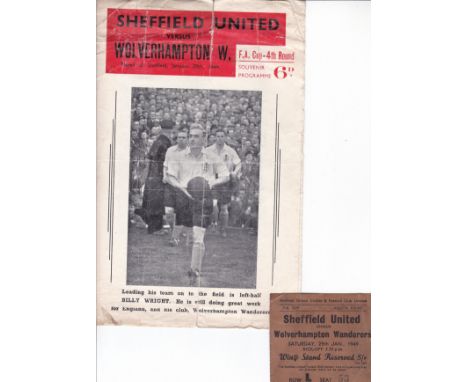 SHEFFIELD UNITED
VERSUS
WOLVERHAMPTON W.
F.A. Cup - 4th Round
SOUVENIR
PROGRAMME
6D.
Leading his team on to the field is left-half
BILLY WRIGHT. He is still doing great work
for England, and his club, Wolverhampton Wanderers
Sheffield United
VERSUS
Wolverhampton Wanderers
SATURDAY, 29th JAN., 1949
Wing Stand Reserved 5/-